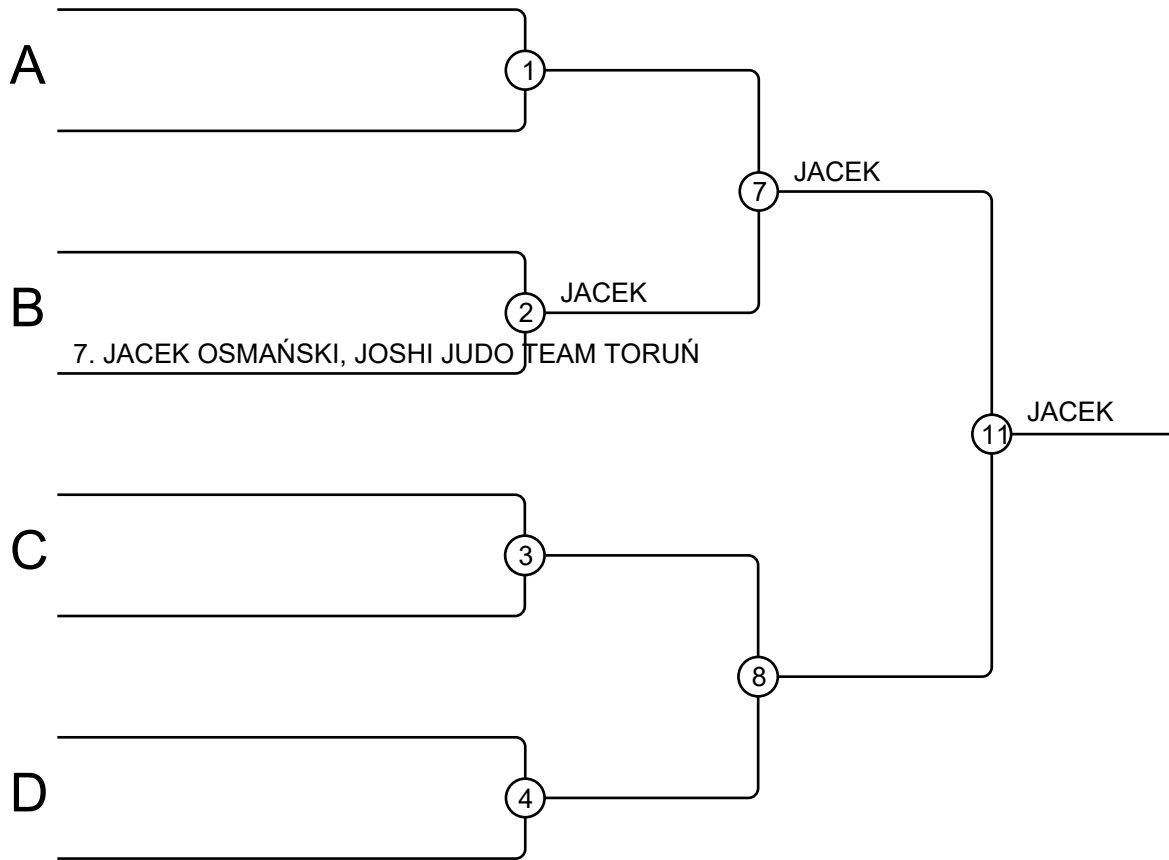 A
1
7
JACEK
B
2
JACEK
7. JACEK OSMAŃSKI, JOSHI JUDO TEAM TORUŃ
11
JACEK
C
3
8
D
4